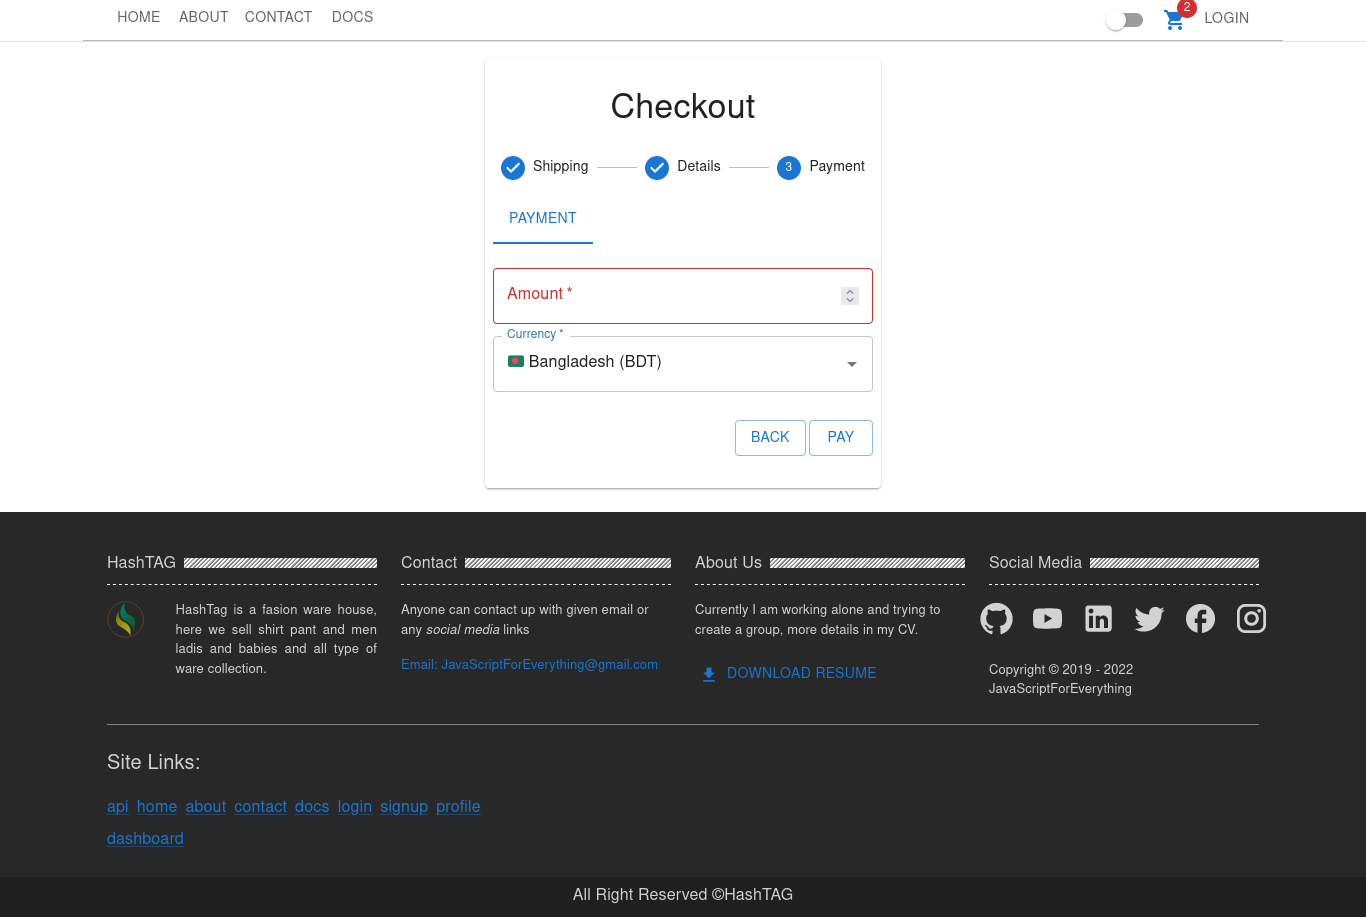 HOME ABOUT CONTACT DOCS
2
LOGIN
Checkout
Shipping
Details
3 Payment
PAYMENT
Amount *
Currency *
Bangladesh (BDT)
BACK
PAY
HashTAG
HashTag is a fasion ware house,
here we sell shirt pant and men
ladis and babies and all type of
ware collection.
Contact
Anyone can contact up with given email or
any social media links
Email: JavaScriptForEverything@gmail.com
About Us
Currently I am working alone and trying to
create a group, more details in my CV.
DOWNLOAD RESUME
Social Media
Copyright © 2019 - 2022
JavaScriptForEverything
Site Links:
api home about contact docs login signup profile
dashboard
All Right Reserved ©HashTAG